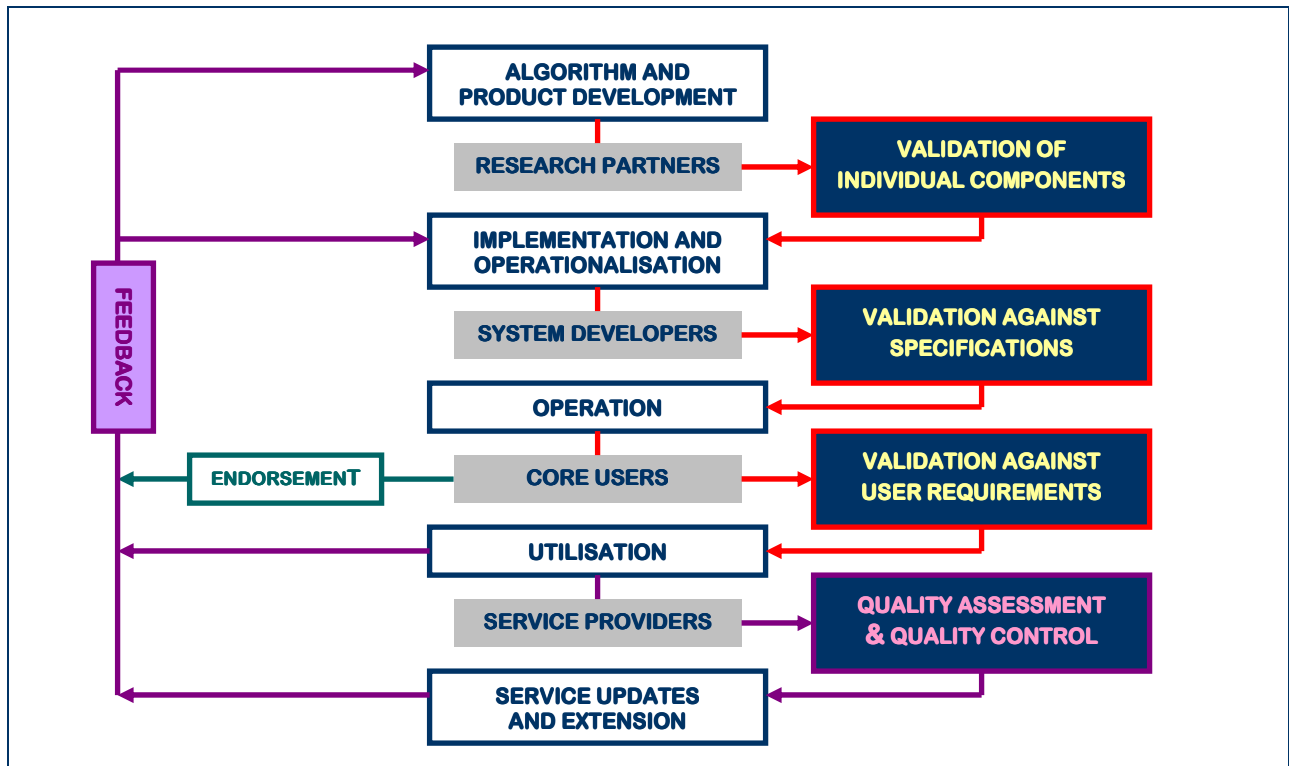 ALGORITHM AND
PRODUCT DEVELOPMENT
RESEARCH PARTNERS
VALIDATION OF
INDIVIDUAL COMPONENTS
IMPLEMENTATION AND
OPERATIONALISATION
FEEDBACK
SYSTEM DEVELOPERS
VALIDATION AGAINST
SPECIFICATIONS
OPERATION
ENDORSEMENT
CORE USERS
VALIDATION AGAINST
USER REQUIREMENTS
UTILISATION
SERVICE PROVIDERS
QUALITY ASSESSMENT
& QUALITY CONTROL
SERVICE UPDATES
AND EXTENSION